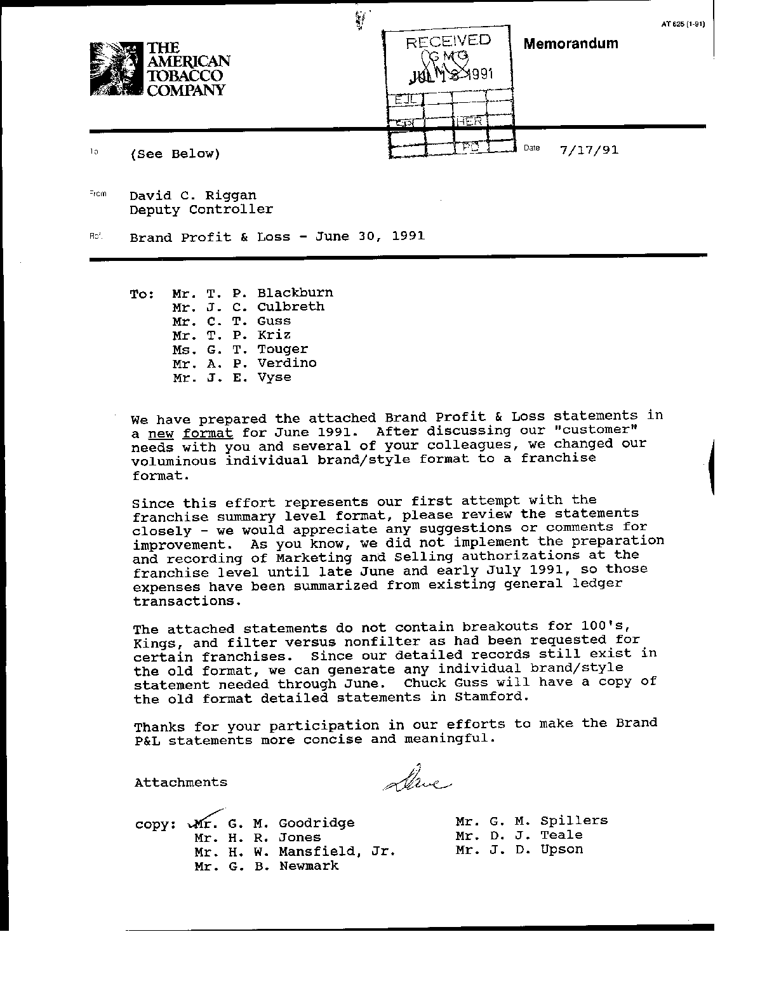 AT 625 (1-91)
THE
AMERICAN
TOBACCO
COMPANY
RECEIVED
GMG
JUL 18 1991
EJL
HER
PD
Memorandum
To (See Below)
Date 7/17/91
From David C. Riggan
Deputy Controller
Ref. Brand Profit & Loss - June 30, 1991
To: Mr. T. P. Blackburn
Mr. J. C. Culbreth
Mr. C. T. Guss
Mr. T. P. Kriz
Ms. G. T. Touger
Mr. A. P. Verdino
Mr. J. E. Vyse
We have prepared the attached Brand Profit & Loss statements in
a new format for June 1991. After discussing our "customer"
needs with you and several of your colleagues, we changed our
voluminous individual brand/style format to a franchise
format.
Since this effort represents our first attempt with the
franchise summary level format, please review the statements
closely - we would appreciate any suggestions or comments for
improvement. As you know, we did not implement the preparation
and recording of Marketing and Selling authorizations at the
franchise level until late June and early July 1991, so those
expenses have been summarized from existing general ledger
transactions.
The attached statements do not contain breakouts for 100's,
Kings, and filter versus nonfilter as had been requested for
certain franchises. Since our detailed records still exist in
the old format, we can generate any individual brand/style
statement needed through June. Chuck Guss will have a copy of
the old format detailed statements in Stamford.
Thanks for your participation in our efforts to make the Brand
P&L statements more concise and meaningful.
Attachments
Dave
copy: Mr. G. M. Goodridge
Mr. H. R. Jones
Mr. H. W. Mansfield, Jr.
Mr. G. B. Newmark
Mr. G. M. Spillers
Mr. D. J. Teale
Mr. J. D. Upson